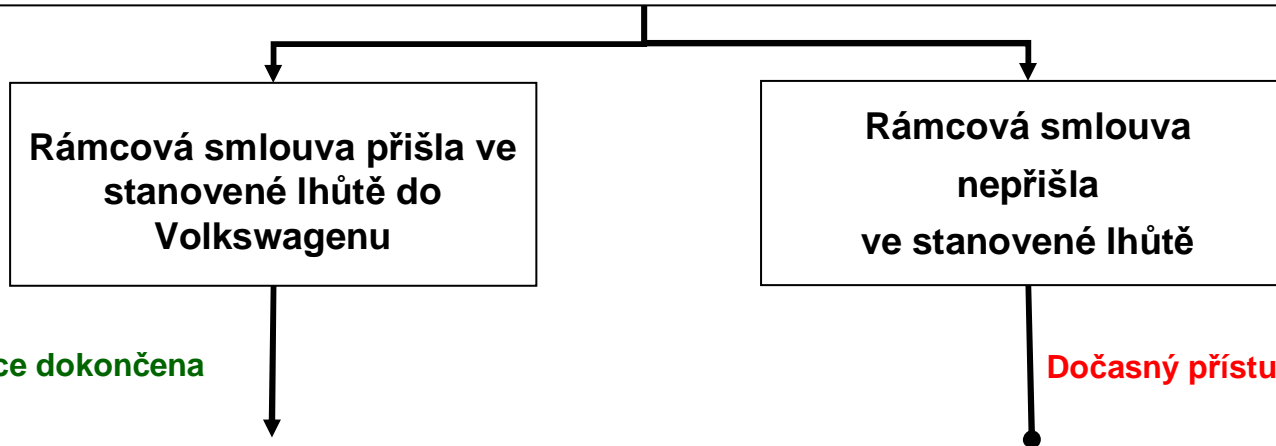 Rámcová smlouva přišla ve
stanovené lhůtě do
Volkswagenu
Rámcová smlouva
nepřišla
ve stanovené lhůtě
dokončena
Dočasný